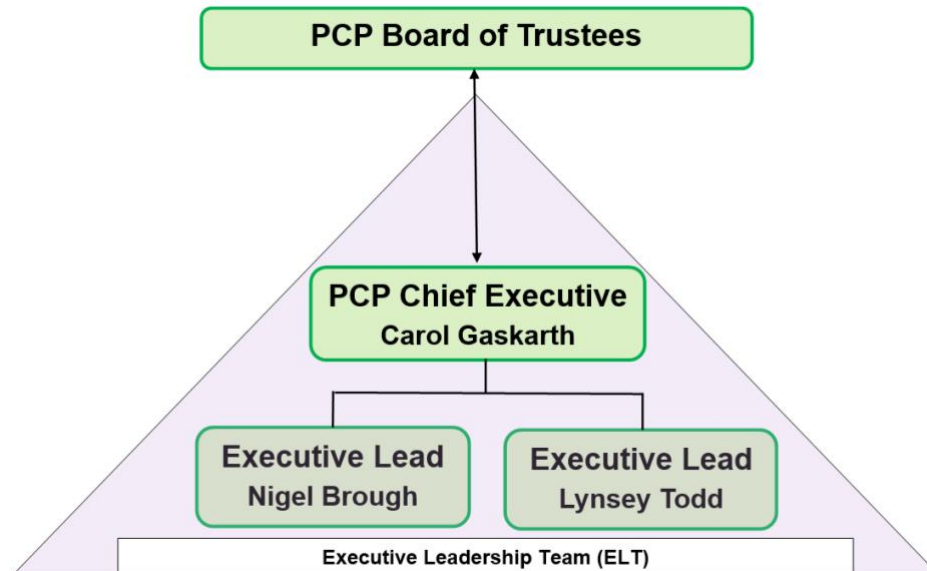 PCP Board of Trustees
PCP Chief Executive
Carol Gaskarth
Executive Lead
Nigel Brough
Executive Lead
Lynsey Todd
Executive Leadership Team (ELT)